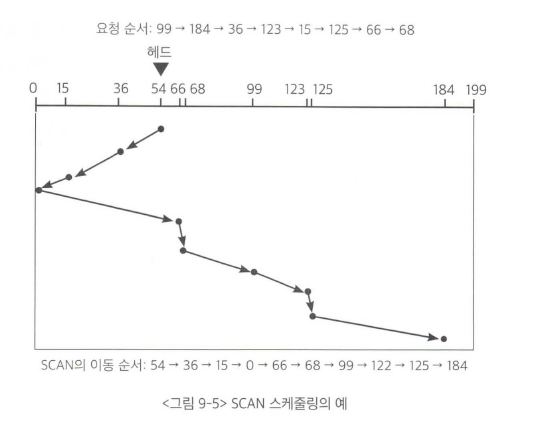 요청 순서: 99 → 184 → 36 → 123 → 15 → 125 → 66 → 68
헤드
0 15 36 54 66 68 99 123 125 184 199
SCAN의 이동 순서: 54 → 36 → 15 → 0 → 66 → 68 → 99 → 122 → 125 → 184
<그림 9-5> SCAN 스케줄링의 예